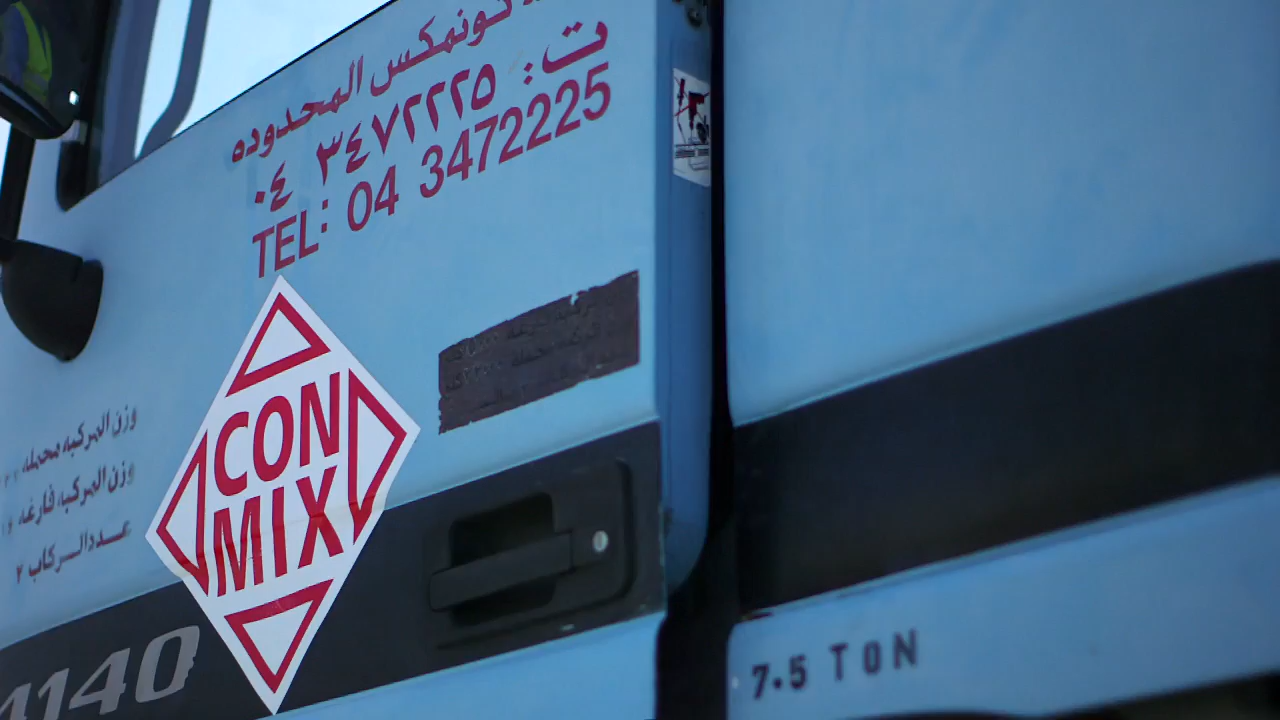 كونمكس المحدوده
ت: ٣٤٧٢٢٢٥ ٠٤
TEL: 04 3472225
CON
MIX
وزن المركبه محمله
وزن المركبه فارغه
عدد الركاب ٢
4140
7.5 TON